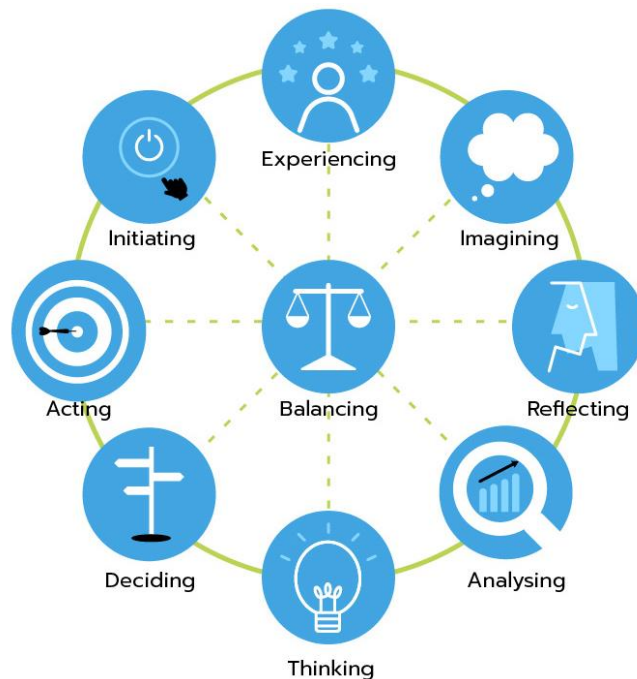 Experiencing
Initiating
Imagining
Acting
Balancing
Reflecting
Deciding
Analysing
Thinking